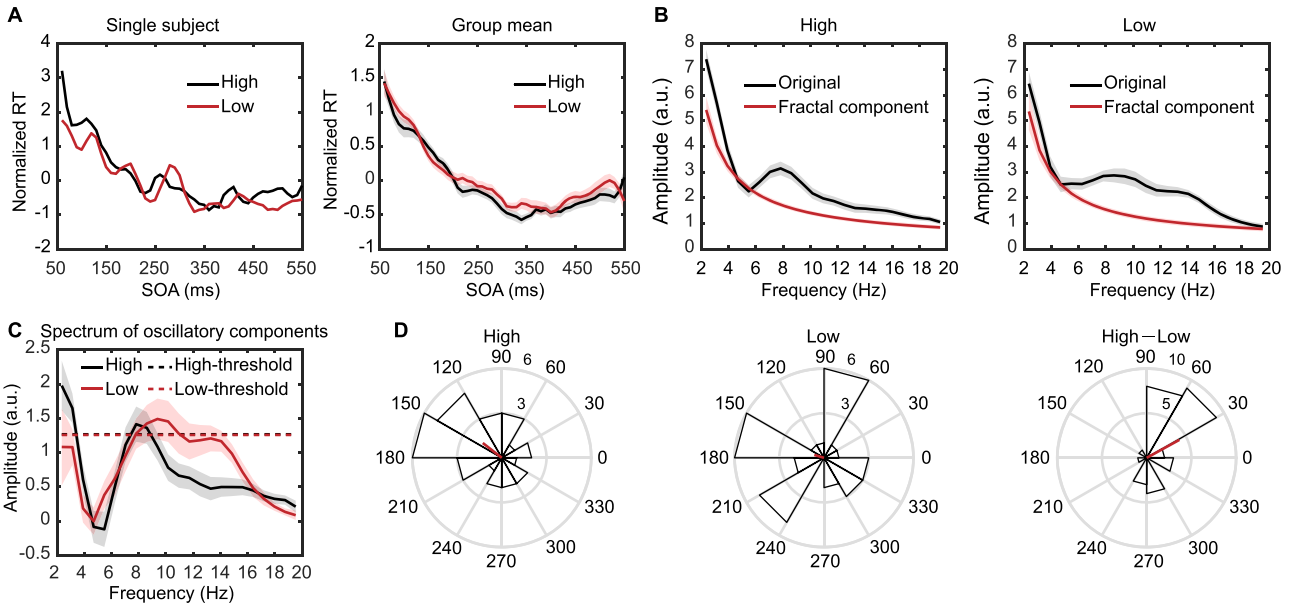 A
Single subject
Group mean
4
3
2
1
0
-1
-2
Normalized RT
High
Low
50 150 250 350 450 550
SOA (ms)
2
1.5
1
0.5
0
-0.5
-1
Normalized RT
High
Low
50 150 250 350 450 550
SOA (ms)
B
High
Low
8
7
6
5
4
3
2
1
0
Amplitude (a.u.)
Original
Fractal component
2 4 6 8 10 12 14 16 18 20
Frequency (Hz)
8
7
6
5
4
3
2
1
0
Amplitude (a.u.)
Original
Fractal component
2 4 6 8 10 12 14 16 18 20
Frequency (Hz)
C
Spectrum of oscillatory components
2.5
2
1.5
1
0.5
0
-0.5
Amplitude (a.u.)
High High-threshold
Low Low-threshold
2 4 6 8 10 12 14 16 18 20
Frequency (Hz)
D
High
90 6
120 60
150 3 30
180 0
210 330
240 300
270
Low
90 6
120 60
150 3 30
180 0
210 330
240 300
270
High－Low
90 10
120 60
150 5 30
180 0
210 330
240 300
270